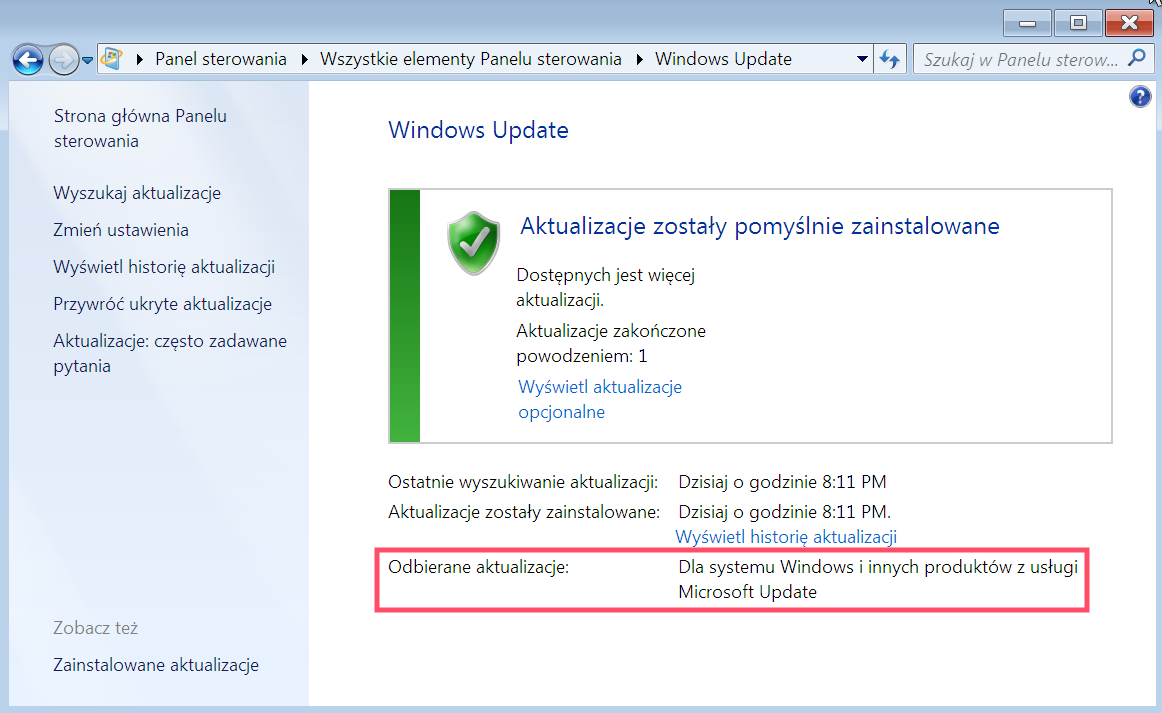 Panel sterowania Wszystkie elementy Panelu sterowania Windows Update
Szukaj w Panelu sterow...
Strona główna Panelu
sterowania
Wyszukaj aktualizacje
Zmień ustawienia
Wyświetl historię aktualizacji
Przywróć ukryte aktualizacje
Aktualizacje: często zadawane
pytania
Zobacz też
Zainstalowane aktualizacje
Windows Update
Aktualizacje zostały pomyślnie zainstalowane
Dostępnych jest więcej
aktualizacji.
Aktualizacje zakończone
powodzeniem: 1
Wyświetl aktualizacje
opcjonalne
Ostatnie wyszukiwanie aktualizacji: Dzisiaj o godzinie 8:11 PM
Aktualizacje zostały zainstalowane: Dzisiaj o godzinie 8:11 PM.
Wyświetl historię aktualizacji
Odbierane aktualizacje: Dla systemu Windows i innych produktów z usługi
Microsoft Update